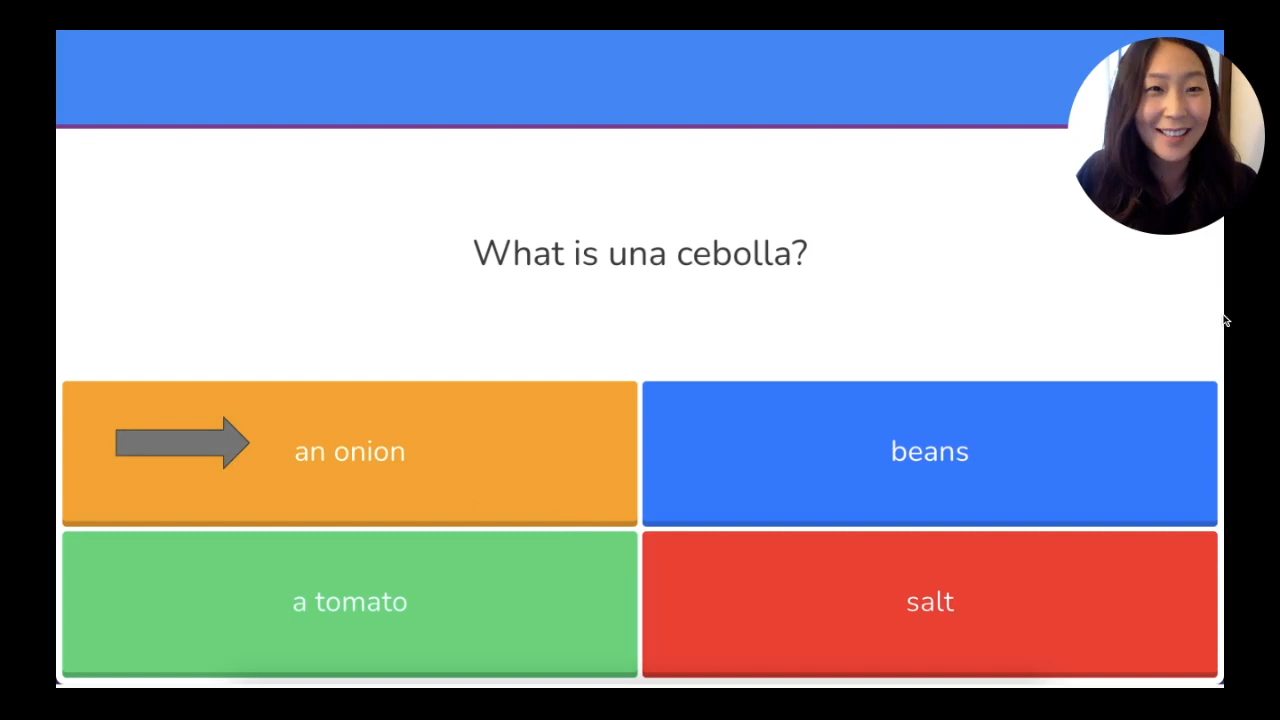 What is una cebolla?
an onion
beans
a tomato
salt